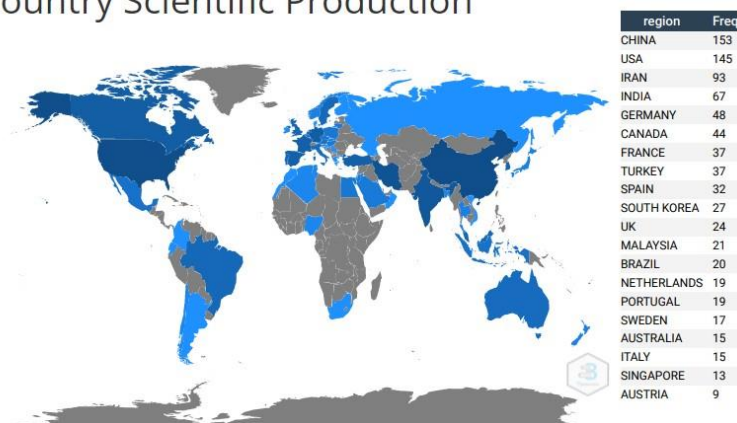 ountry Scientific Production
region Freq
CHINA 153
USA 145
IRAN 93
INDIA 67
GERMANY 48
CANADA 44
FRANCE 37
TURKEY 37
SPAIN 32
SOUTH KOREA 27
UK 24
MALAYSIA 21
BRAZIL 20
NETHERLANDS 19
PORTUGAL 19
SWEDEN 17
AUSTRALIA 15
ITALY 15
SINGAPORE 13
AUSTRIA 9